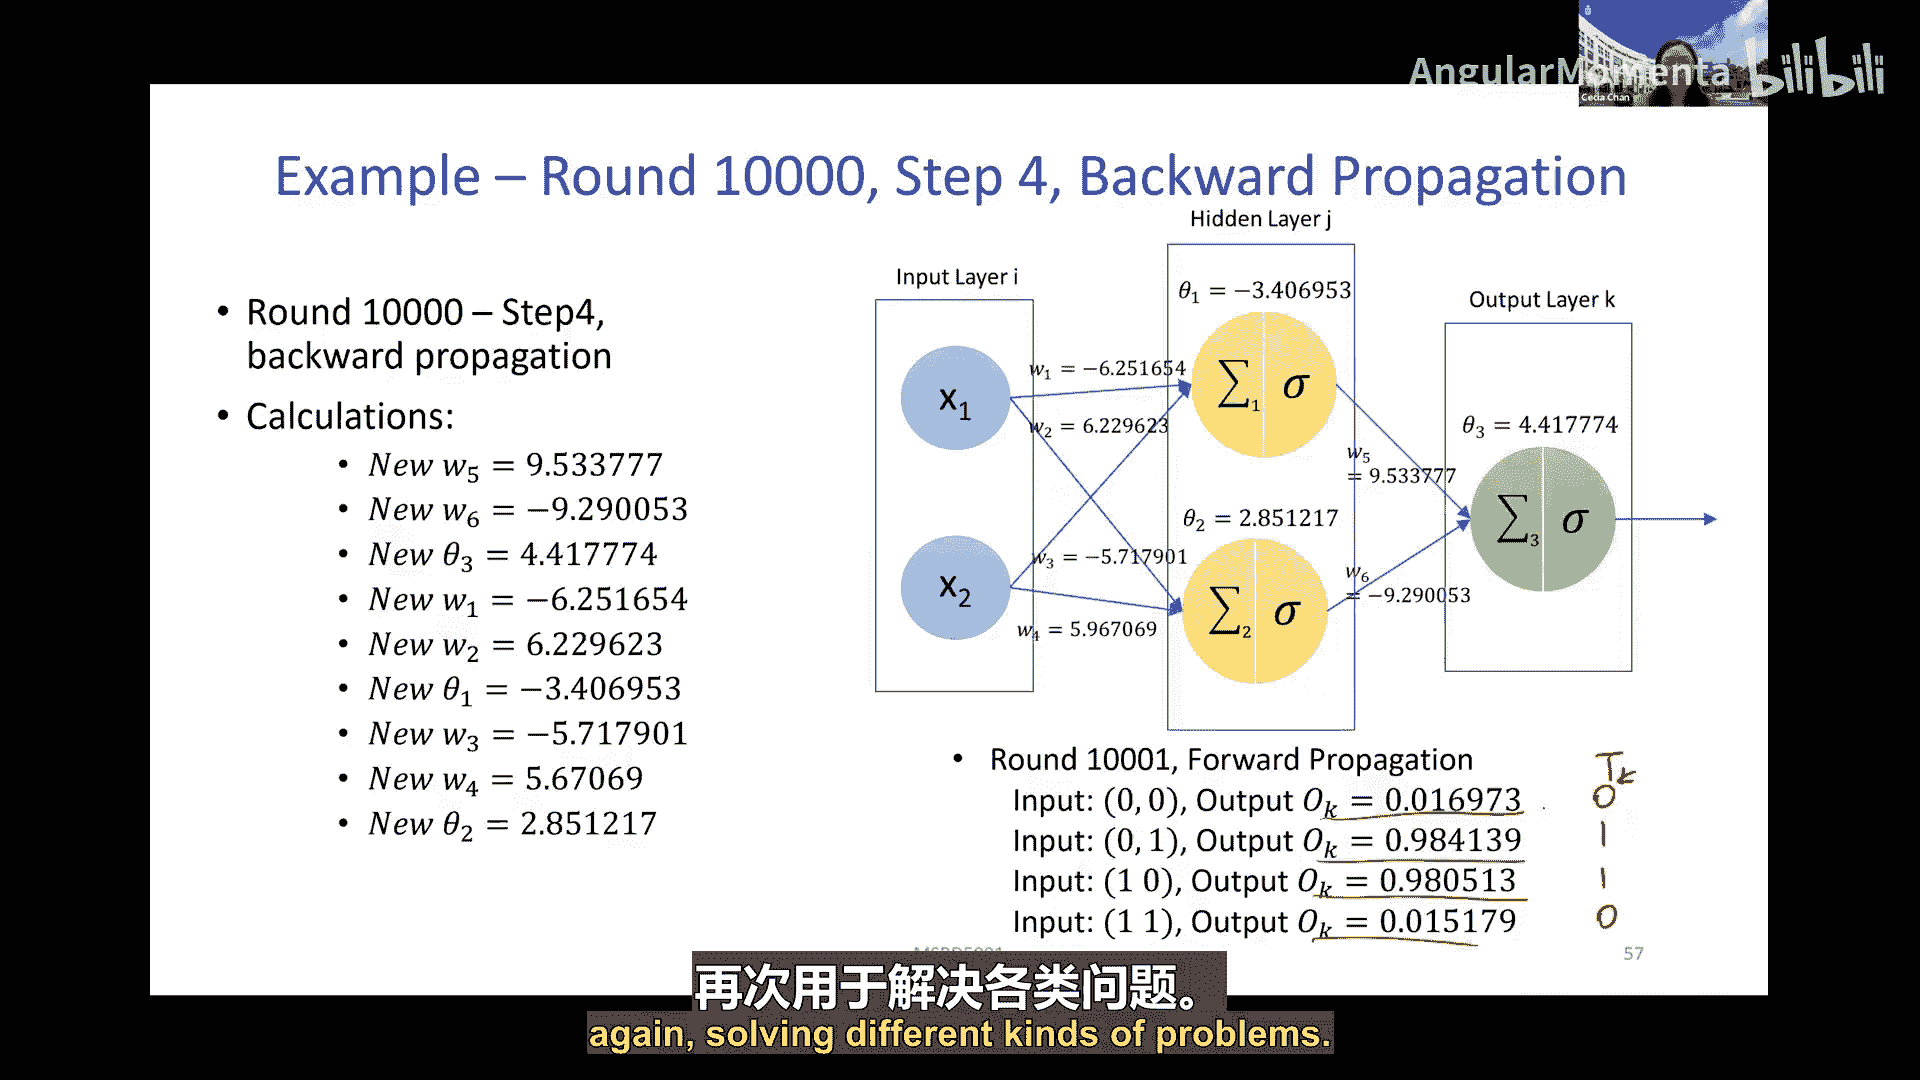 AngularMomenta
bilibili
Cecia Chan
Example – Round 10000, Step 4, Backward Propagation
• Round 10000 – Step4,
backward propagation
• Calculations:
• New w₅ = 9.533777
• New w₆ = −9.290053
• New θ₃ = 4.417774
• New w₁ = −6.251654
• New w₂ = 6.229623
• New θ₁ = −3.406953
• New w₃ = −5.717901
• New w₄ = 5.67069
• New θ₂ = 2.851217
Input Layer i
x₁
x₂
w₁ = −6.251654
w₂ = 6.229623
w₃ = −5.717901
w₄ = 5.967069
Hidden Layer j
θ₁ = −3.406953
∑₁ σ
θ₂ = 2.851217
∑₂ σ
w₅
= 9.533777
w₆
= −9.290053
Output Layer k
θ₃ = 4.417774
∑₃ σ
• Round 10001, Forward Propagation
Input: (0, 0), Output Oₖ = 0.016973
Input: (0, 1), Output Oₖ = 0.984139
Input: (1 0), Output Oₖ = 0.980513
Input: (1 1), Output Oₖ = 0.015179
Tₖ
0
1
1
0
57
再次用于解决各类问题。
again, solving different kinds of problems.